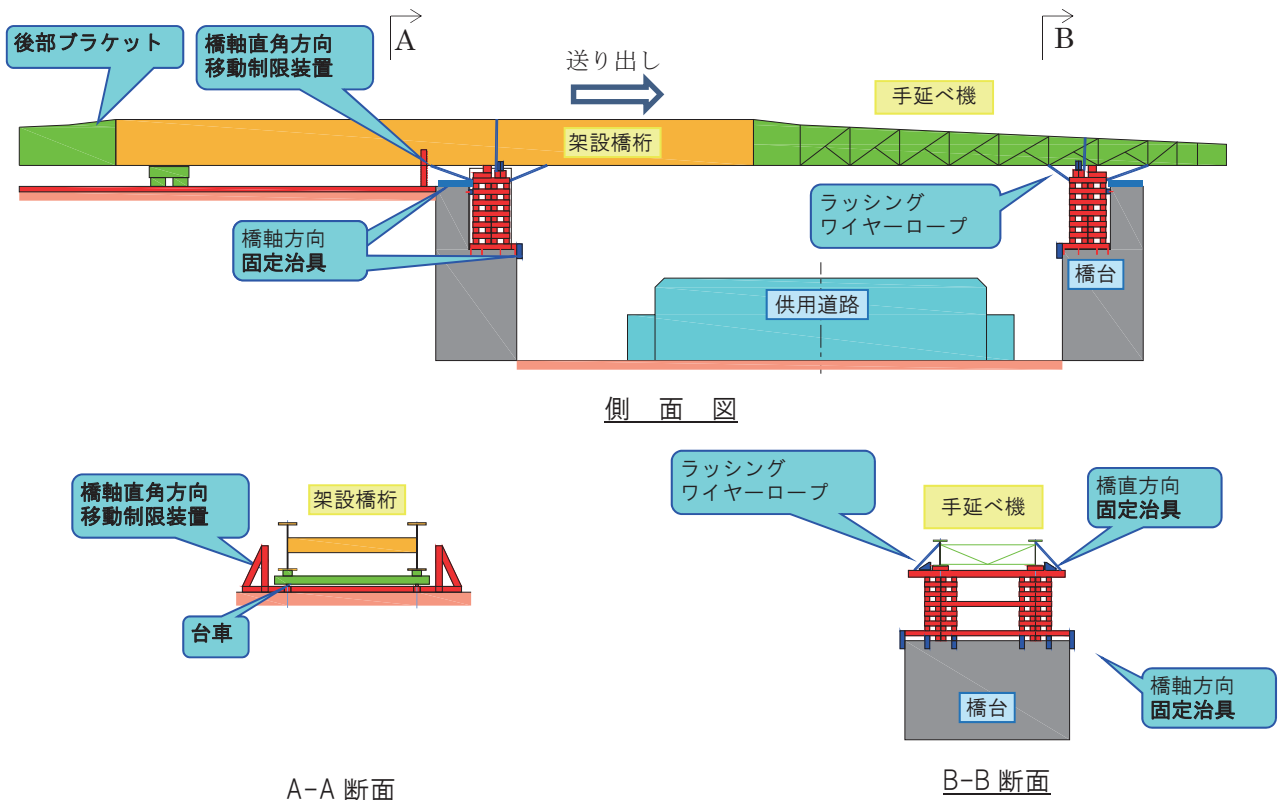 後部ブラケット
橋軸直角方向
移動制限装置
A
送り出し
B
手延べ機
架設橋桁
ラッシング
ワイヤーロープ
橋軸方向
固定治具
橋台
供用道路
側 面 図
橋軸直角方向
移動制限装置
架設橋桁
台車
A-A 断面
ラッシング
ワイヤーロープ
手延べ機
橋直方向
固定治具
橋台
橋軸方向
固定治具
B-B 断面